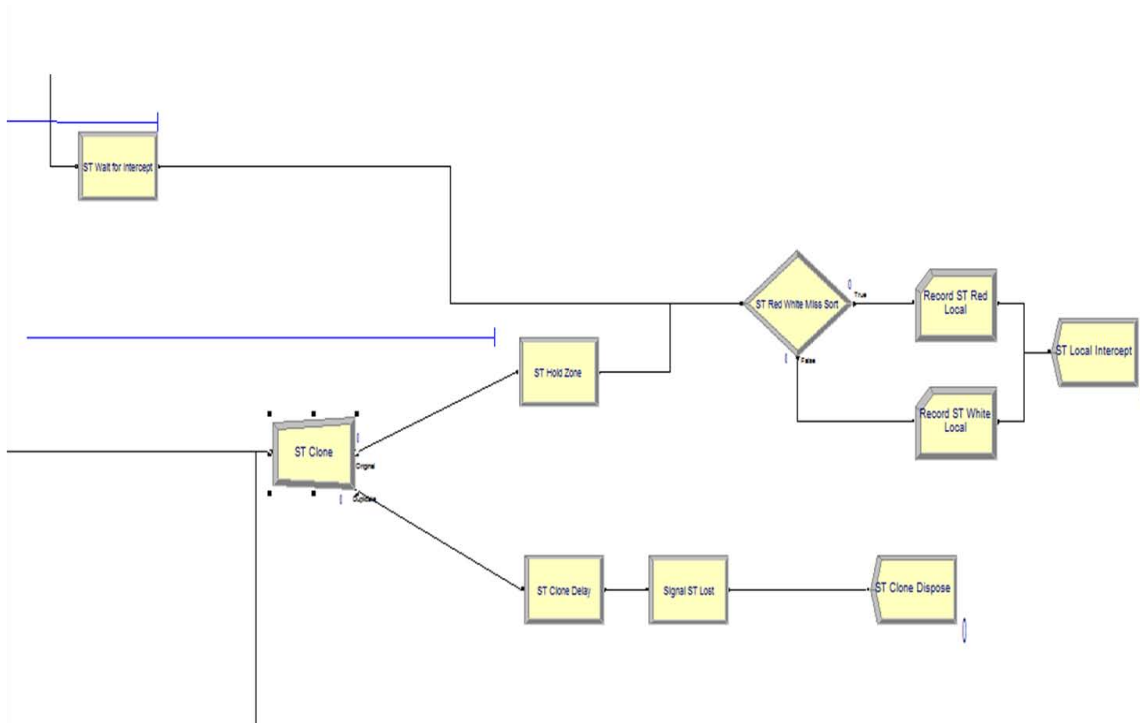 ST Wait for Intercept
ST Red White Miss Sort
0
True
0
False
Record ST Red
Local
ST Local Intercept
Record ST White
Local
ST Hold Zone
ST Clone
0
Original
0
Duplicate
ST Clone Delay
Signal ST Lost
ST Clone Dispose
0